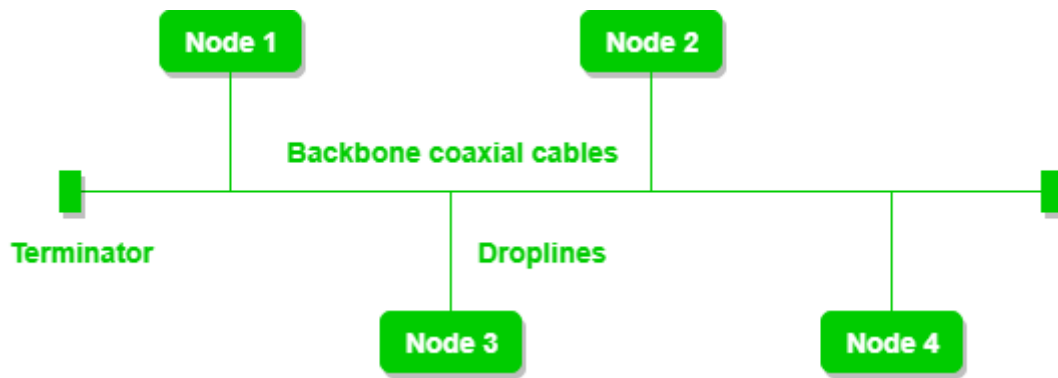 Node 1
Node 2
Backbone coaxial cables
Terminator
Droplines
Node 3
Node 4